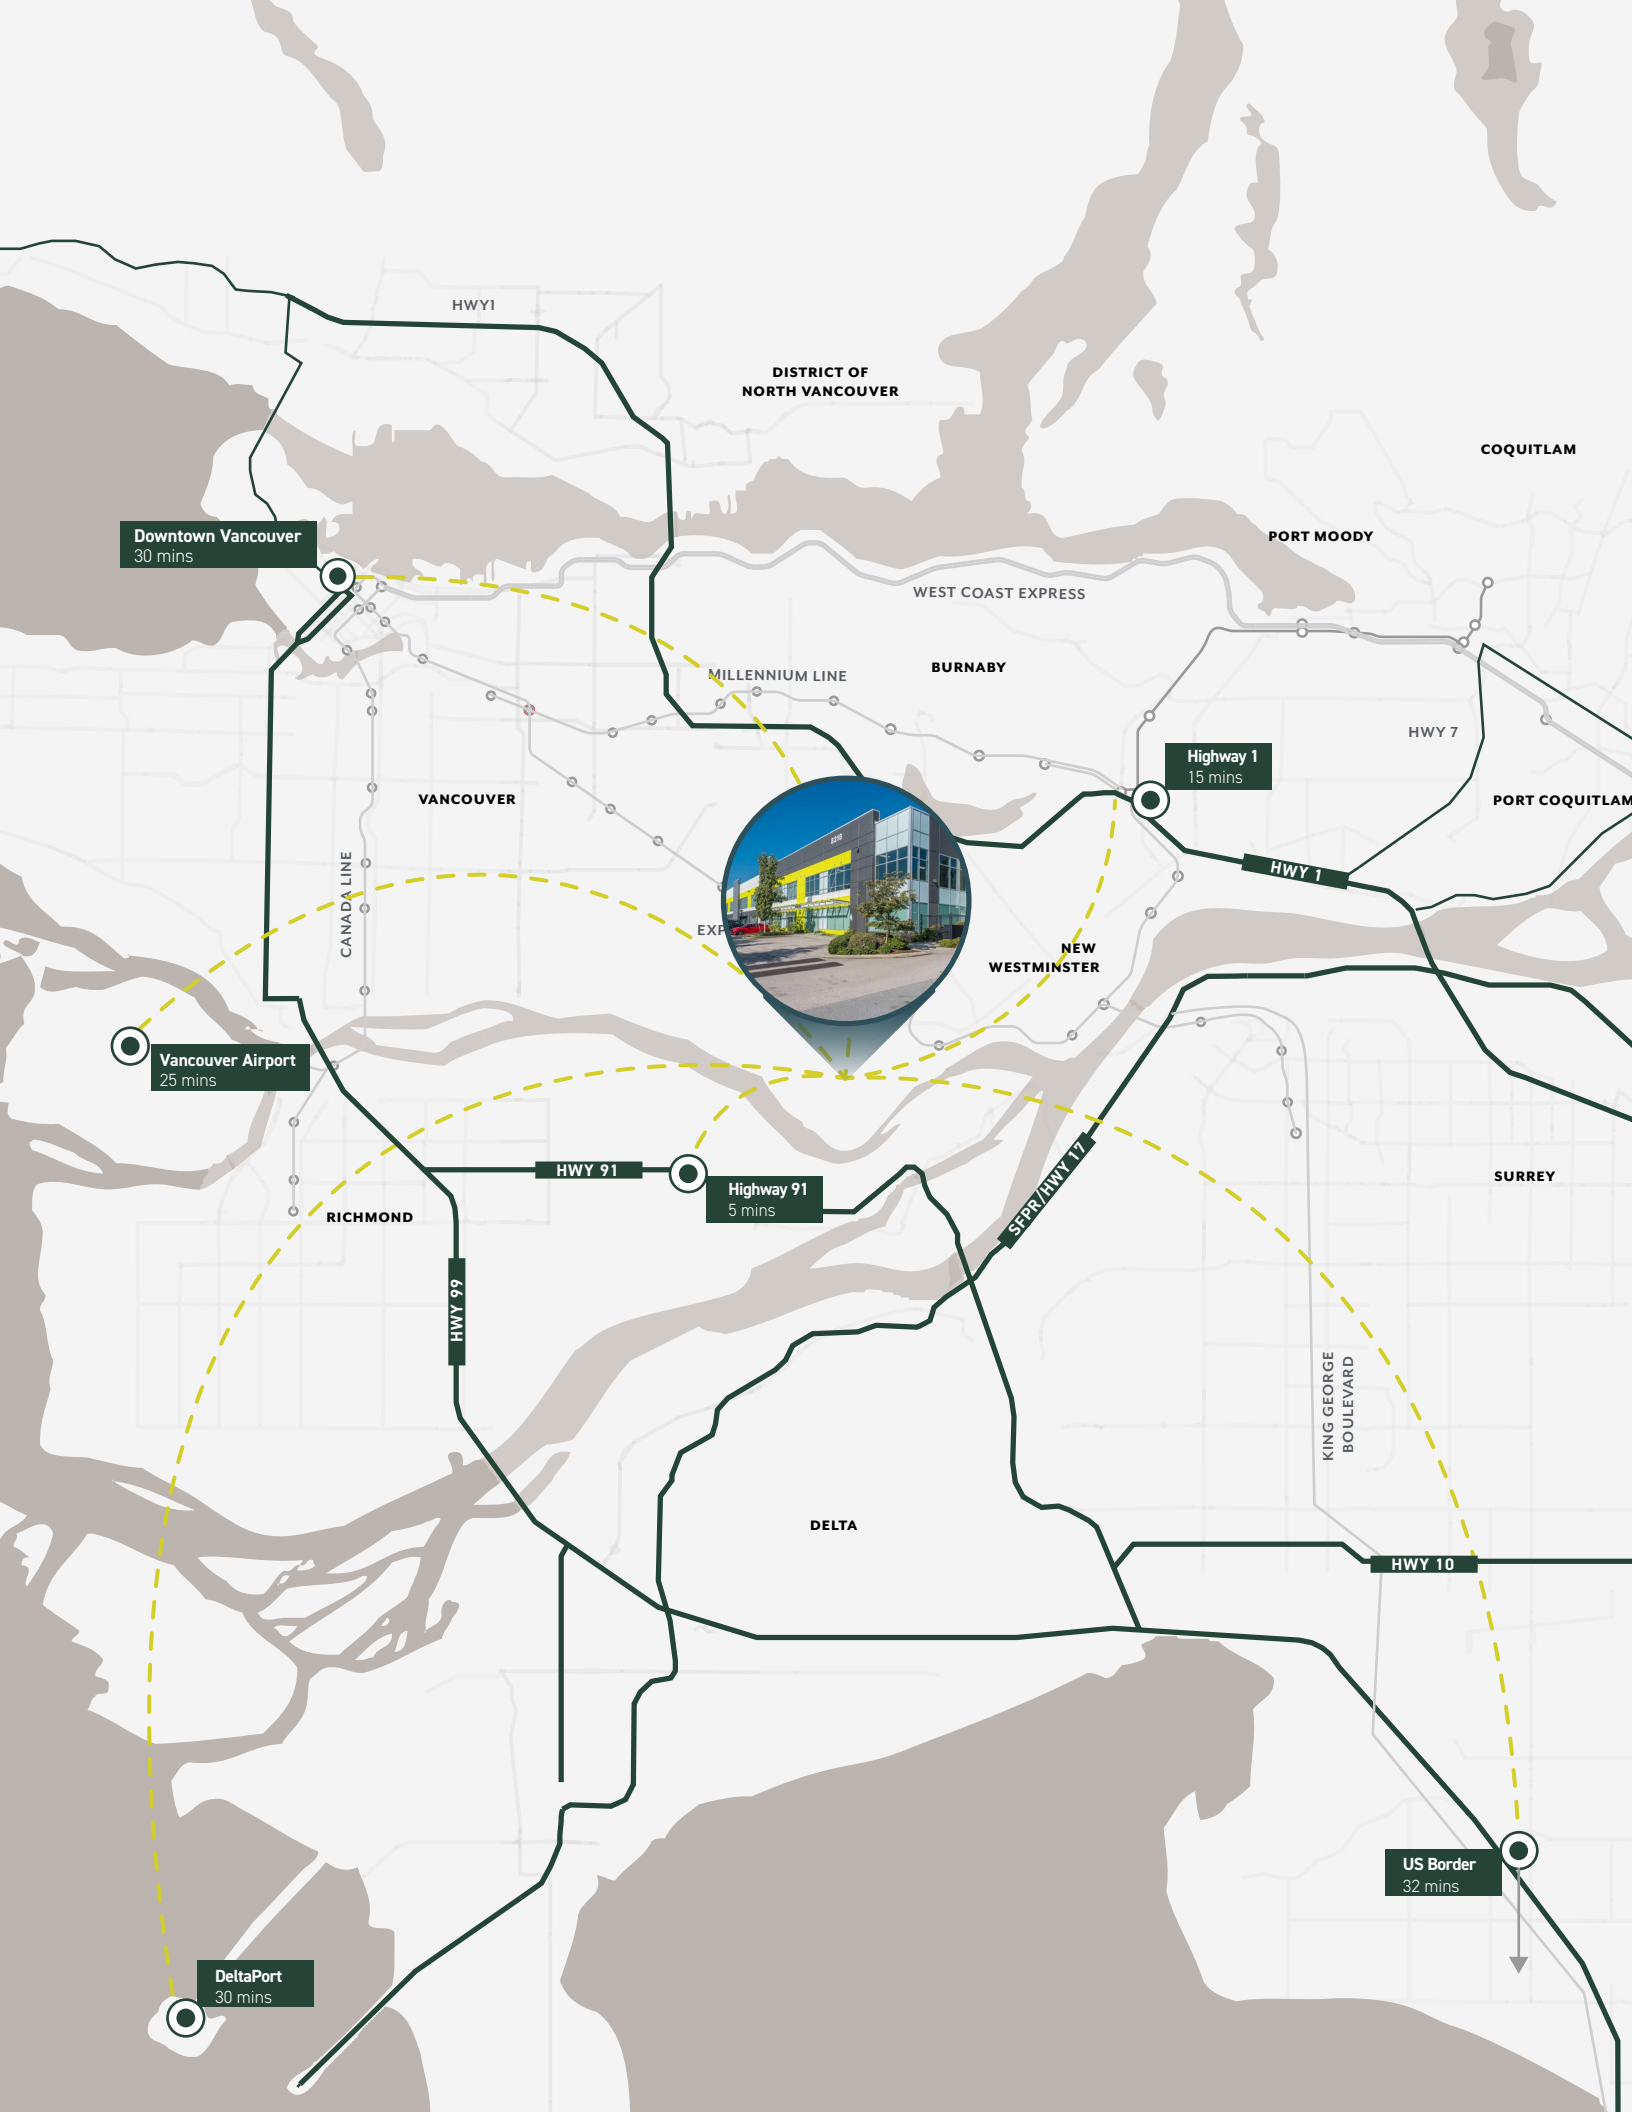 HWY1
DISTRICT OF
NORTH VANCOUVER
COQUITLAM
Downtown Vancouver
30 mins
PORT MOODY
WEST COAST EXPRESS
BURNABY
MILLENNIUM LINE
HWY 7
Highway 1
15 mins
VANCOUVER
PORT COQUITLAM
8218
HWY 1
CANADA LINE
EXP
NEW
WESTMINSTER
Vancouver Airport
25 mins
HWY 91
Highway 91
5 mins
SFPR/HWY 17
SURREY
RICHMOND
HWY 99
KING GEORGE
BOULEVARD
DELTA
HWY 10
US Border
32 mins
DeltaPort
30 mins